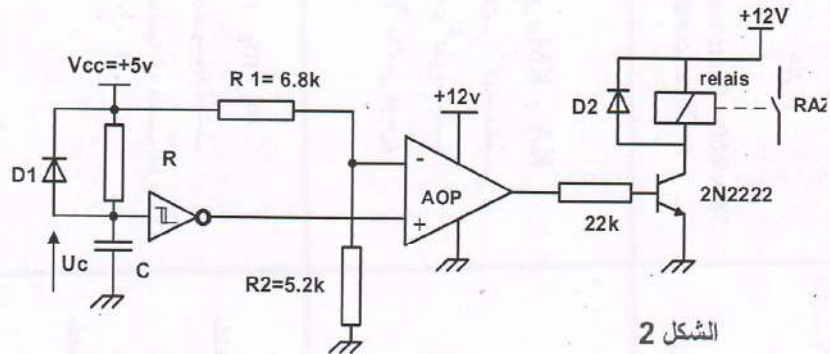 +12V
Vcc=+5v
R 1= 6.8k
+12v
relais
D2
RAZ
D1
R
-
AOP
+
2N2222
22k
Uc
C
R2=5.2k
الشكل 2